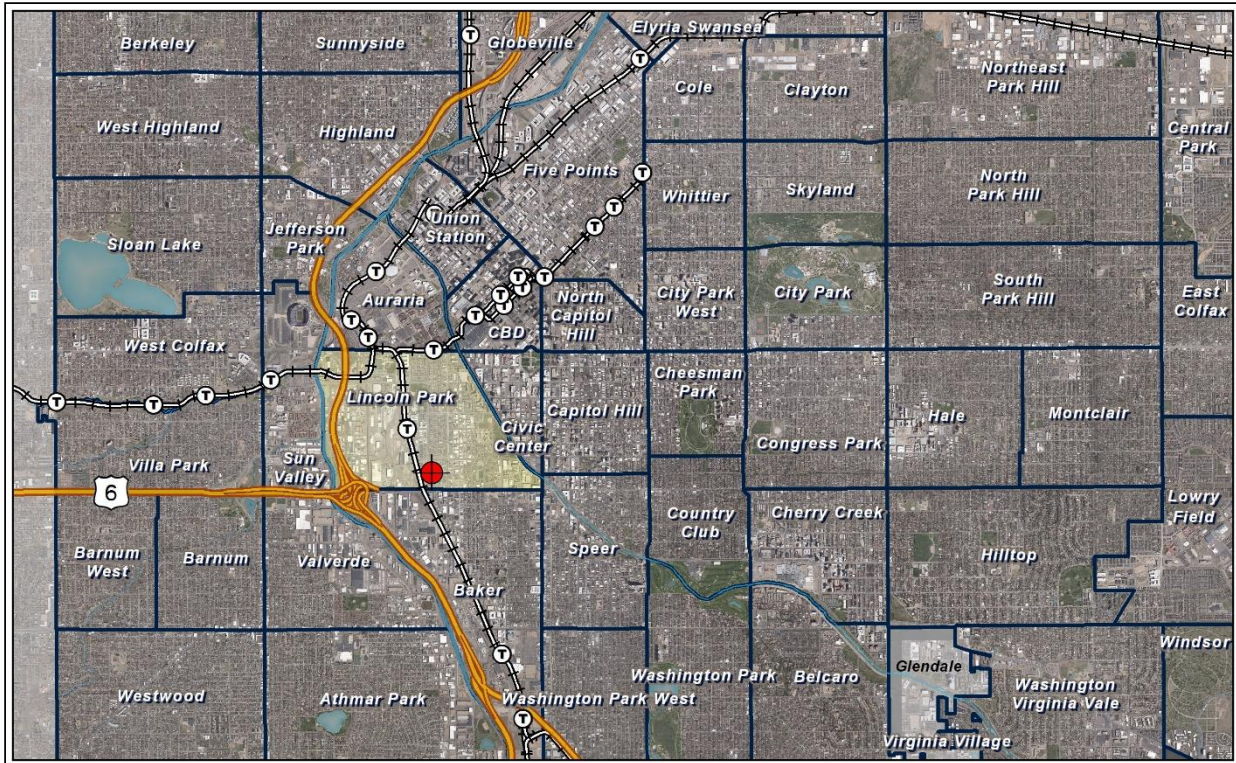 Berkeley
Sunnyside
Globeville
Elyria Swansea
T
T
Cole
Clayton
Northeast
Park Hill
West Highland
Highland
Central
Park
Five Points
T
Whittier
Skyland
North
Park Hill
Sloan Lake
Jefferson
Park
T
Union
Station
T
T
T
Auraria
T
T
T
T
T
T
T
North
Capitol
Hill
City Park
West
City Park
South
Park Hill
East
Colfax
West Colfax
T
T
CBD
T
Cheesman
Park
T
T
T
T
Lincoln Park
Capitol Hill
Hale
Montclair
T
Civic
Center
Congress Park
Villa Park
Sun
Valley
6
Country
Club
Cherry Creek
Lowry
Field
Barnum
West
Barnum
Valverde
Speer
Hilltop
Baker
T
Westwood
Athmar Park
Washington Park
West
Washington Park
Belcaro
Glendale
Washington
Virginia Vale
Windsor
T
Virginia Village